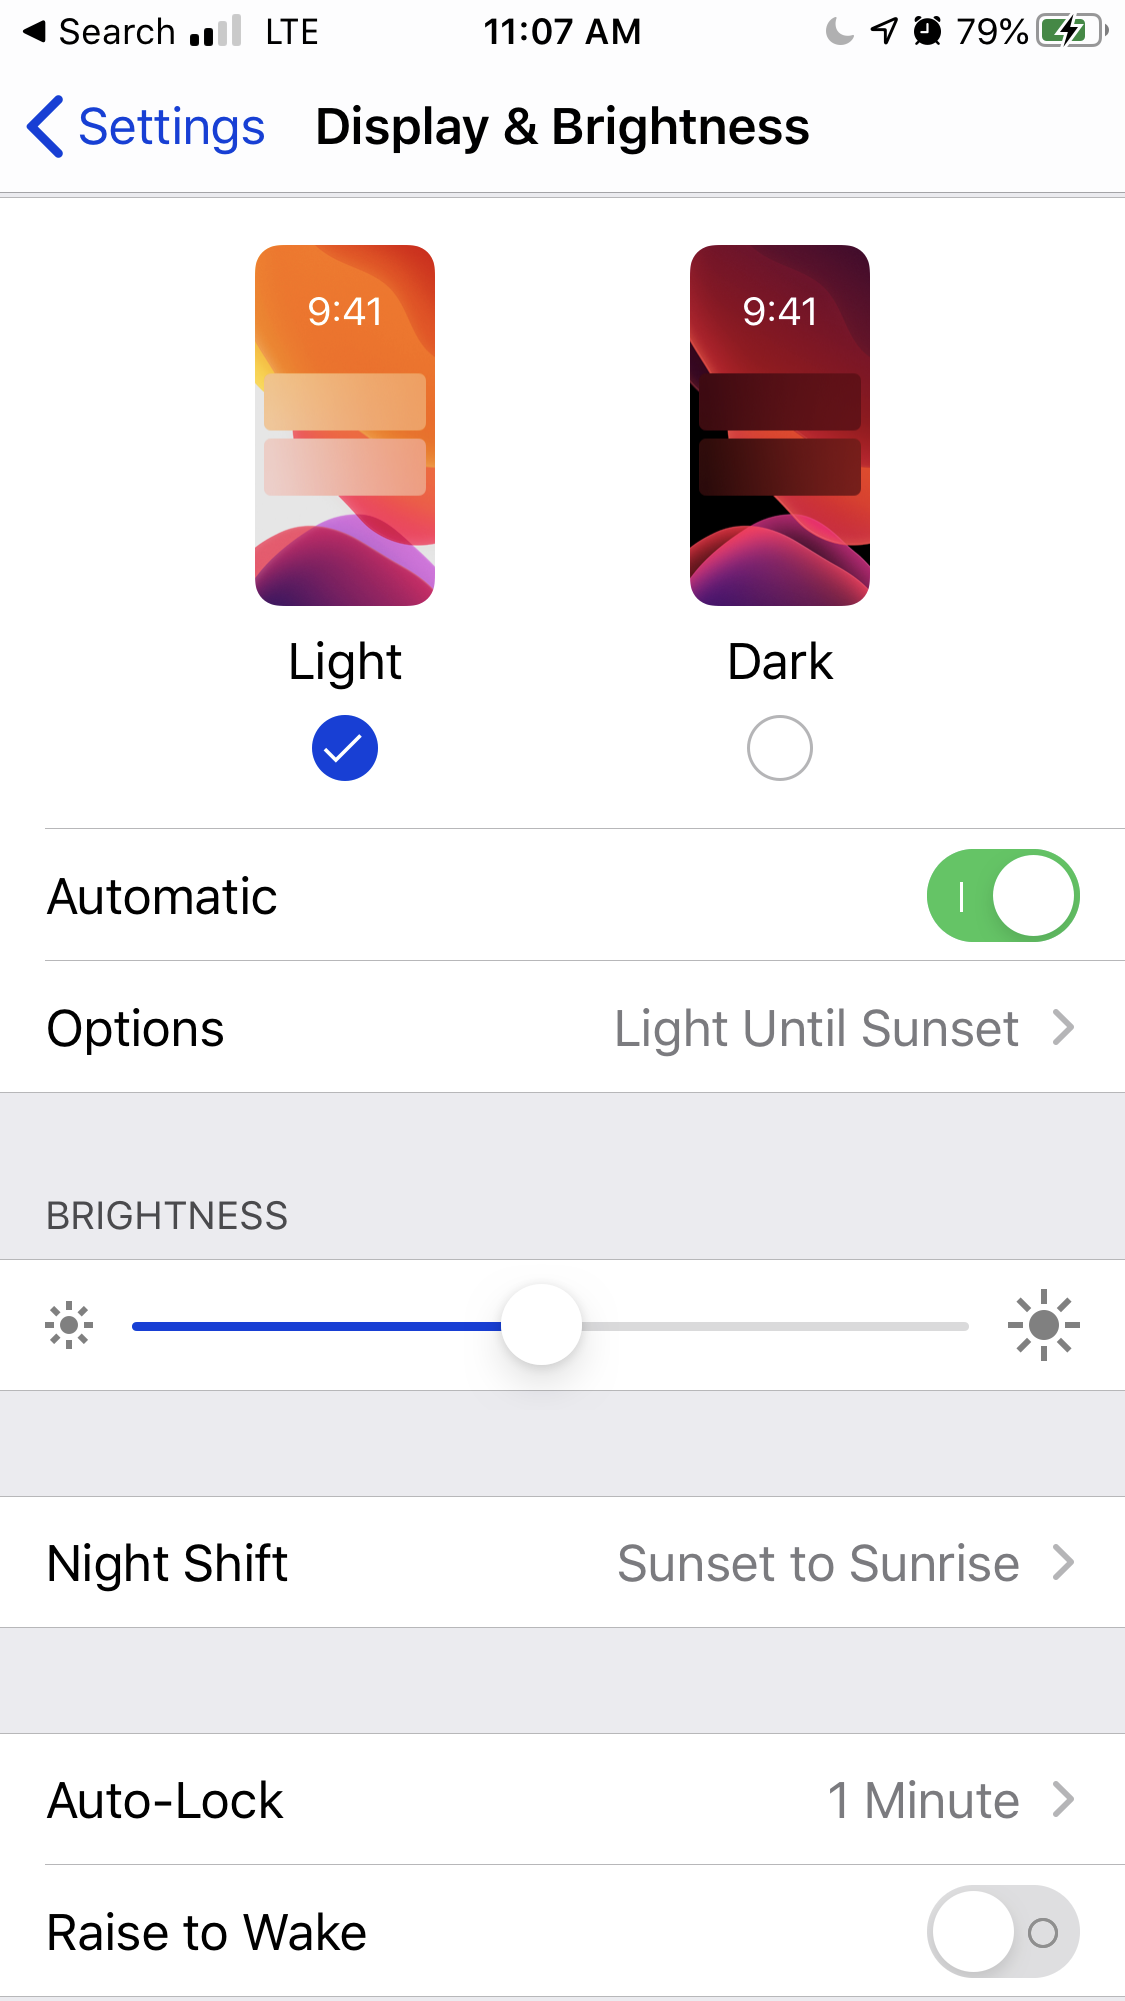 Search LTE 11:07 AM 79%
Settings Display & Brightness
9:41 9:41
Light Dark
Automatic
Options Light Until Sunset
BRIGHTNESS
Night Shift Sunset to Sunrise
Auto-Lock 1 Minute
Raise to Wake